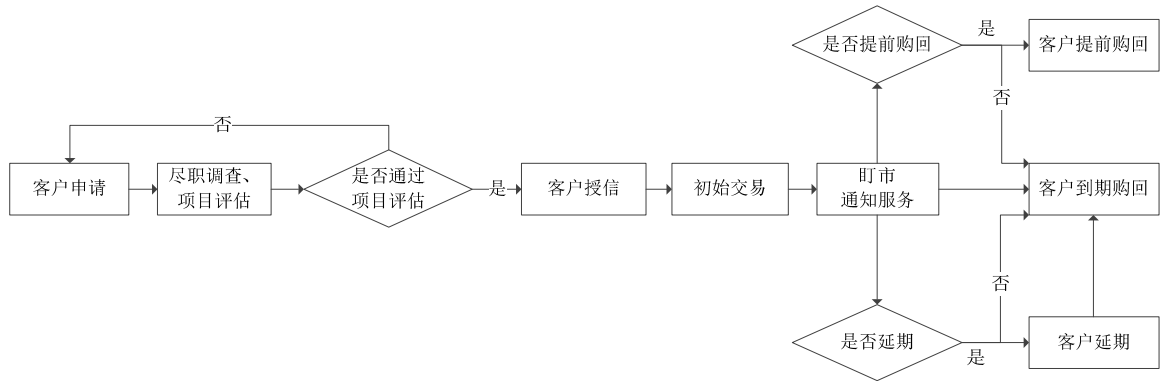 否
客户申请
尽职调查、
项目评估
是否通过
项目评估
是
客户授信
初始交易
盯市
通知服务
是否提前购回
是
客户提前购回
否
客户到期购回
否
是否延期
是
客户延期